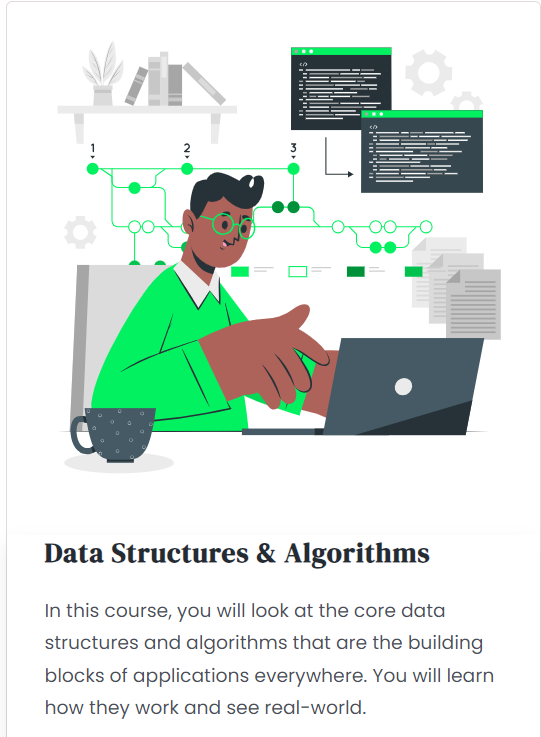 1 2 3
</>
</>
Data Structures & Algorithms
In this course, you will look at the core data
structures and algorithms that are the building
blocks of applications everywhere. You will learn
how they work and see real-world.